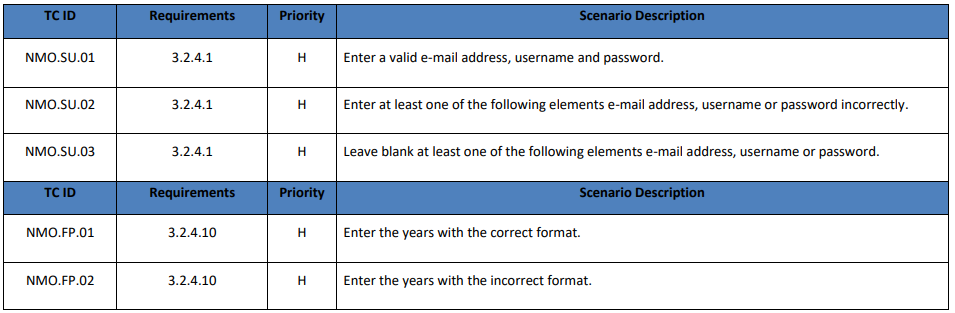 TC ID Requirements Priority Scenario Description
NMO.SU.01 3.2.4.1 H Enter a valid e-mail address, username and password.
NMO.SU.02 3.2.4.1 H Enter at least one of the following elements e-mail address, username or password incorrectly.
NMO.SU.03 3.2.4.1 H Leave blank at least one of the following elements e-mail address, username or password.
TC ID Requirements Priority Scenario Description
NMO.FP.01 3.2.4.10 H Enter the years with the correct format.
NMO.FP.02 3.2.4.10 H Enter the years with the incorrect format.